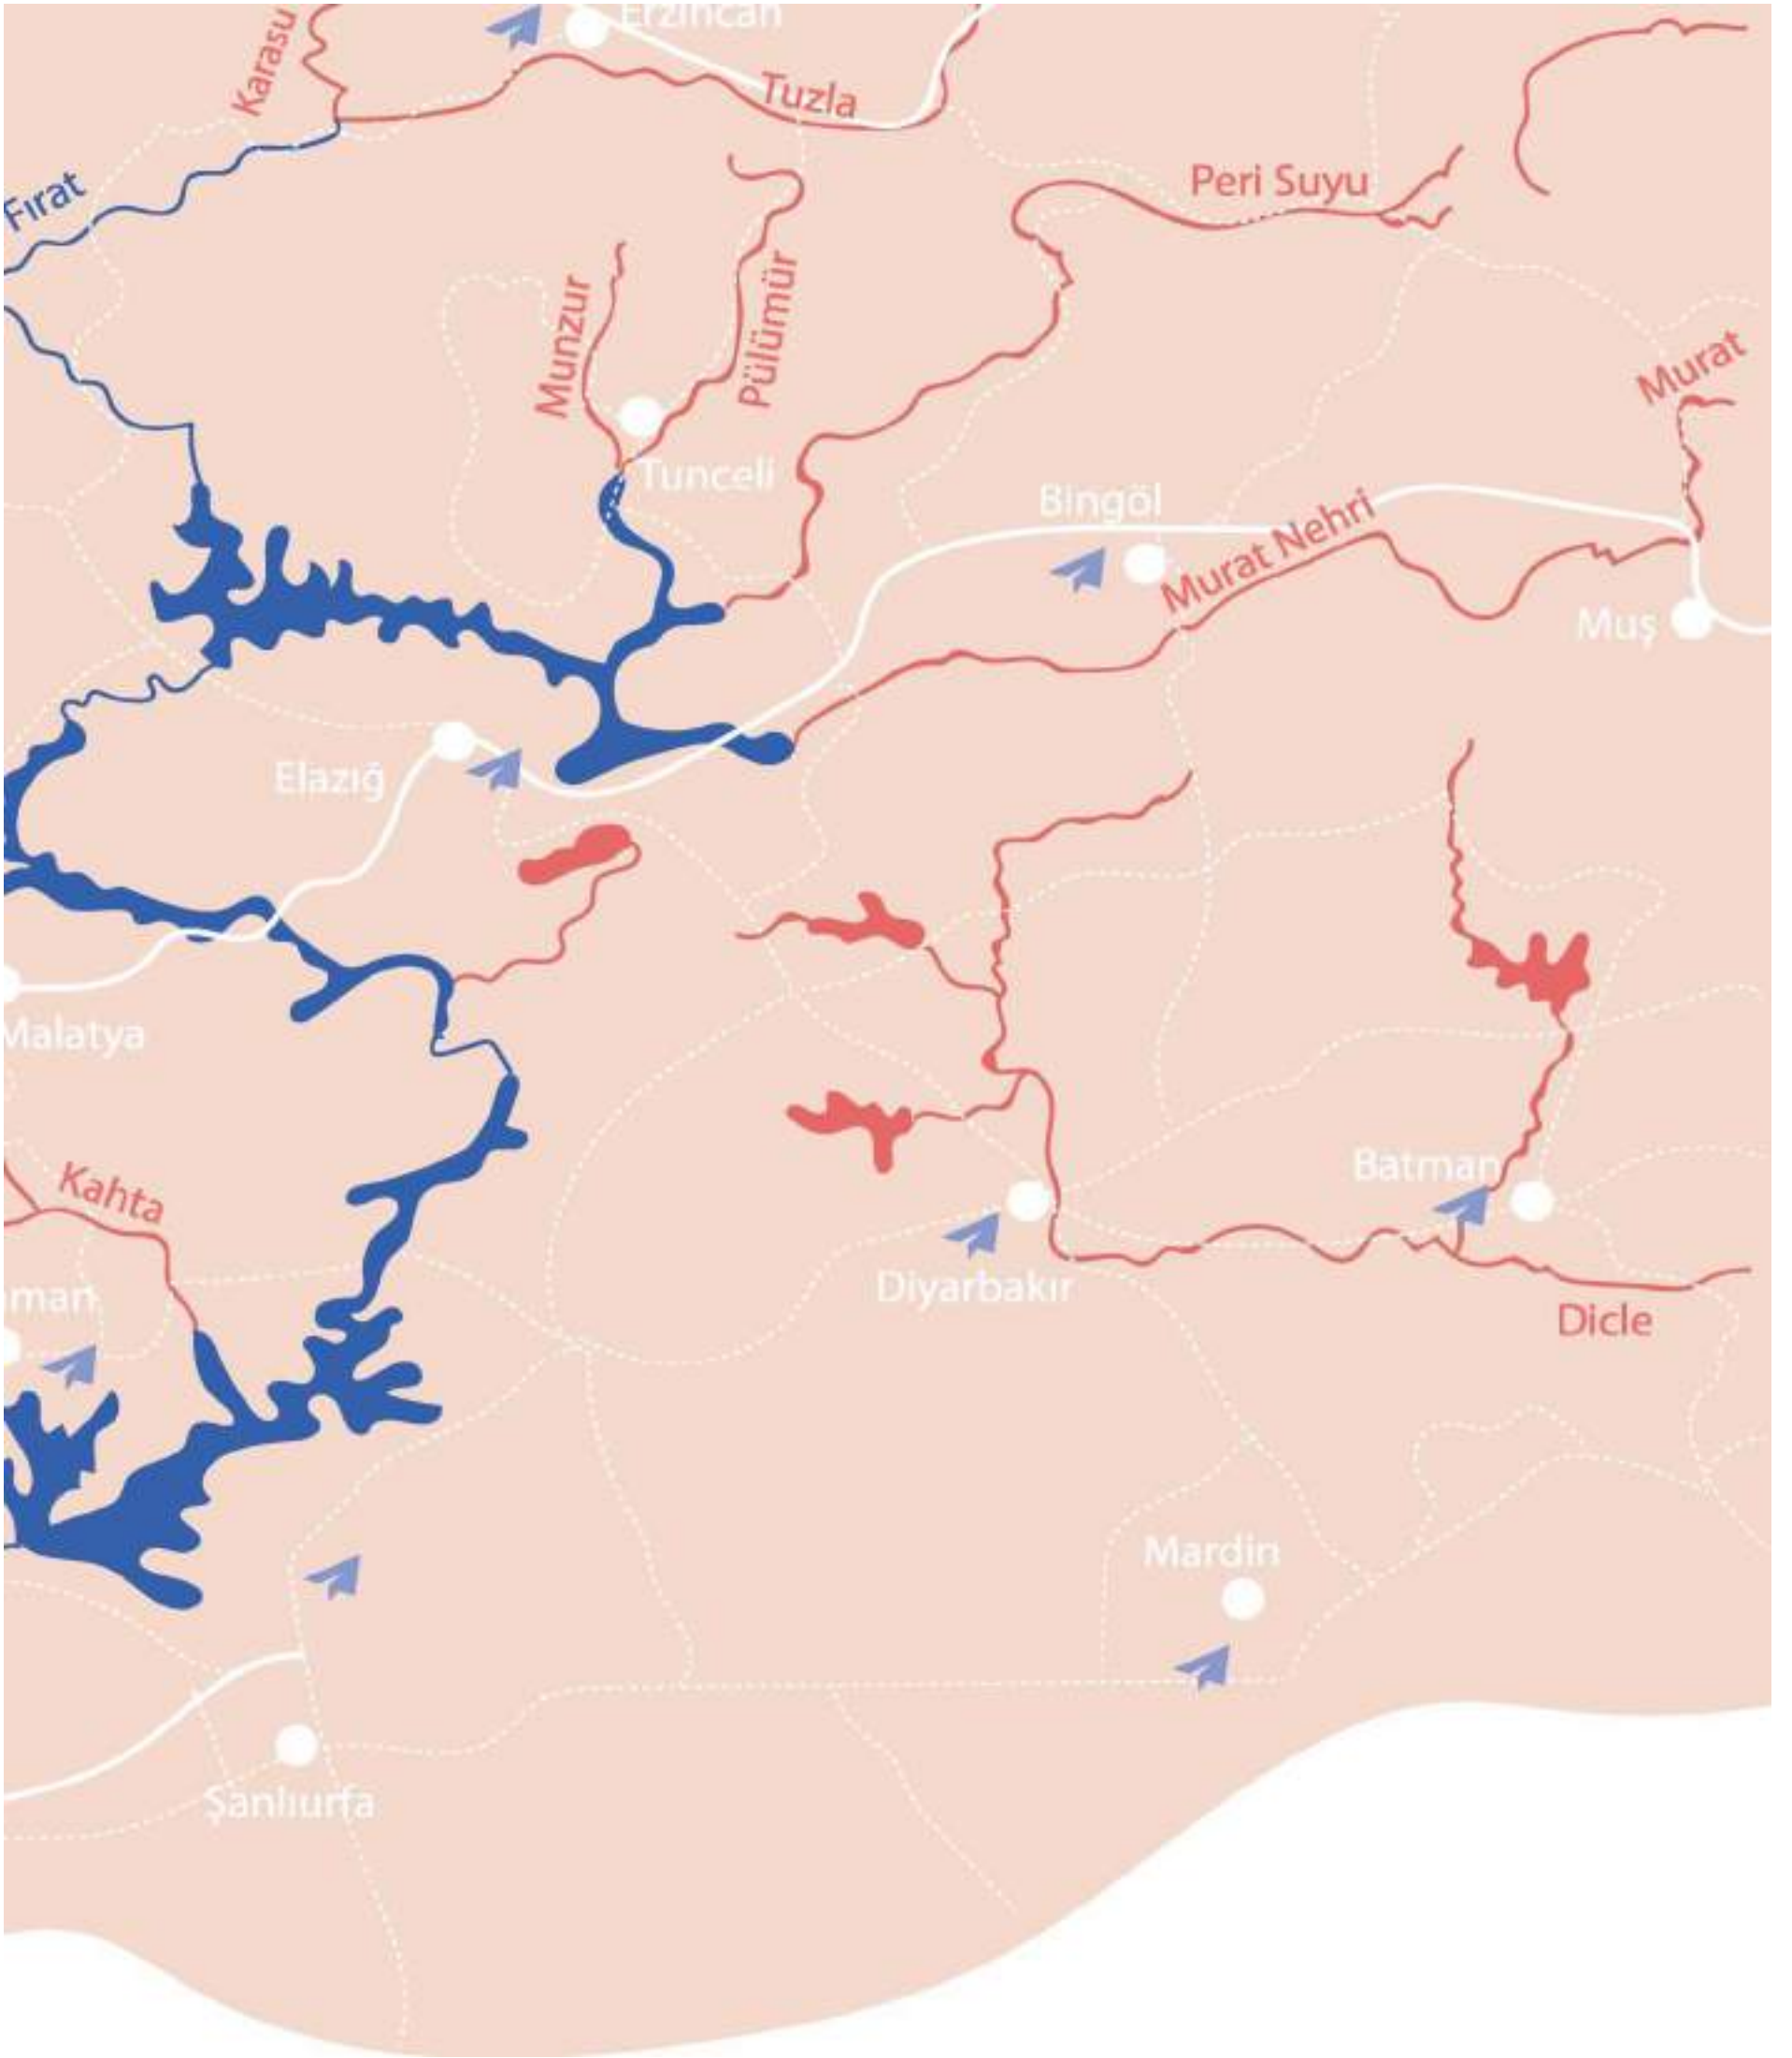 Erzincan
Karasu
Tuzla
Fırat
Peri Suyu
Munzur
Pülümür
Murat
Tunceli
Bingöl
Murat Nehri
Muş
Elazığ
Malatya
Kahta
Batman
Diyarbakır
man
Dicle
Mardin
Şanlıurfa